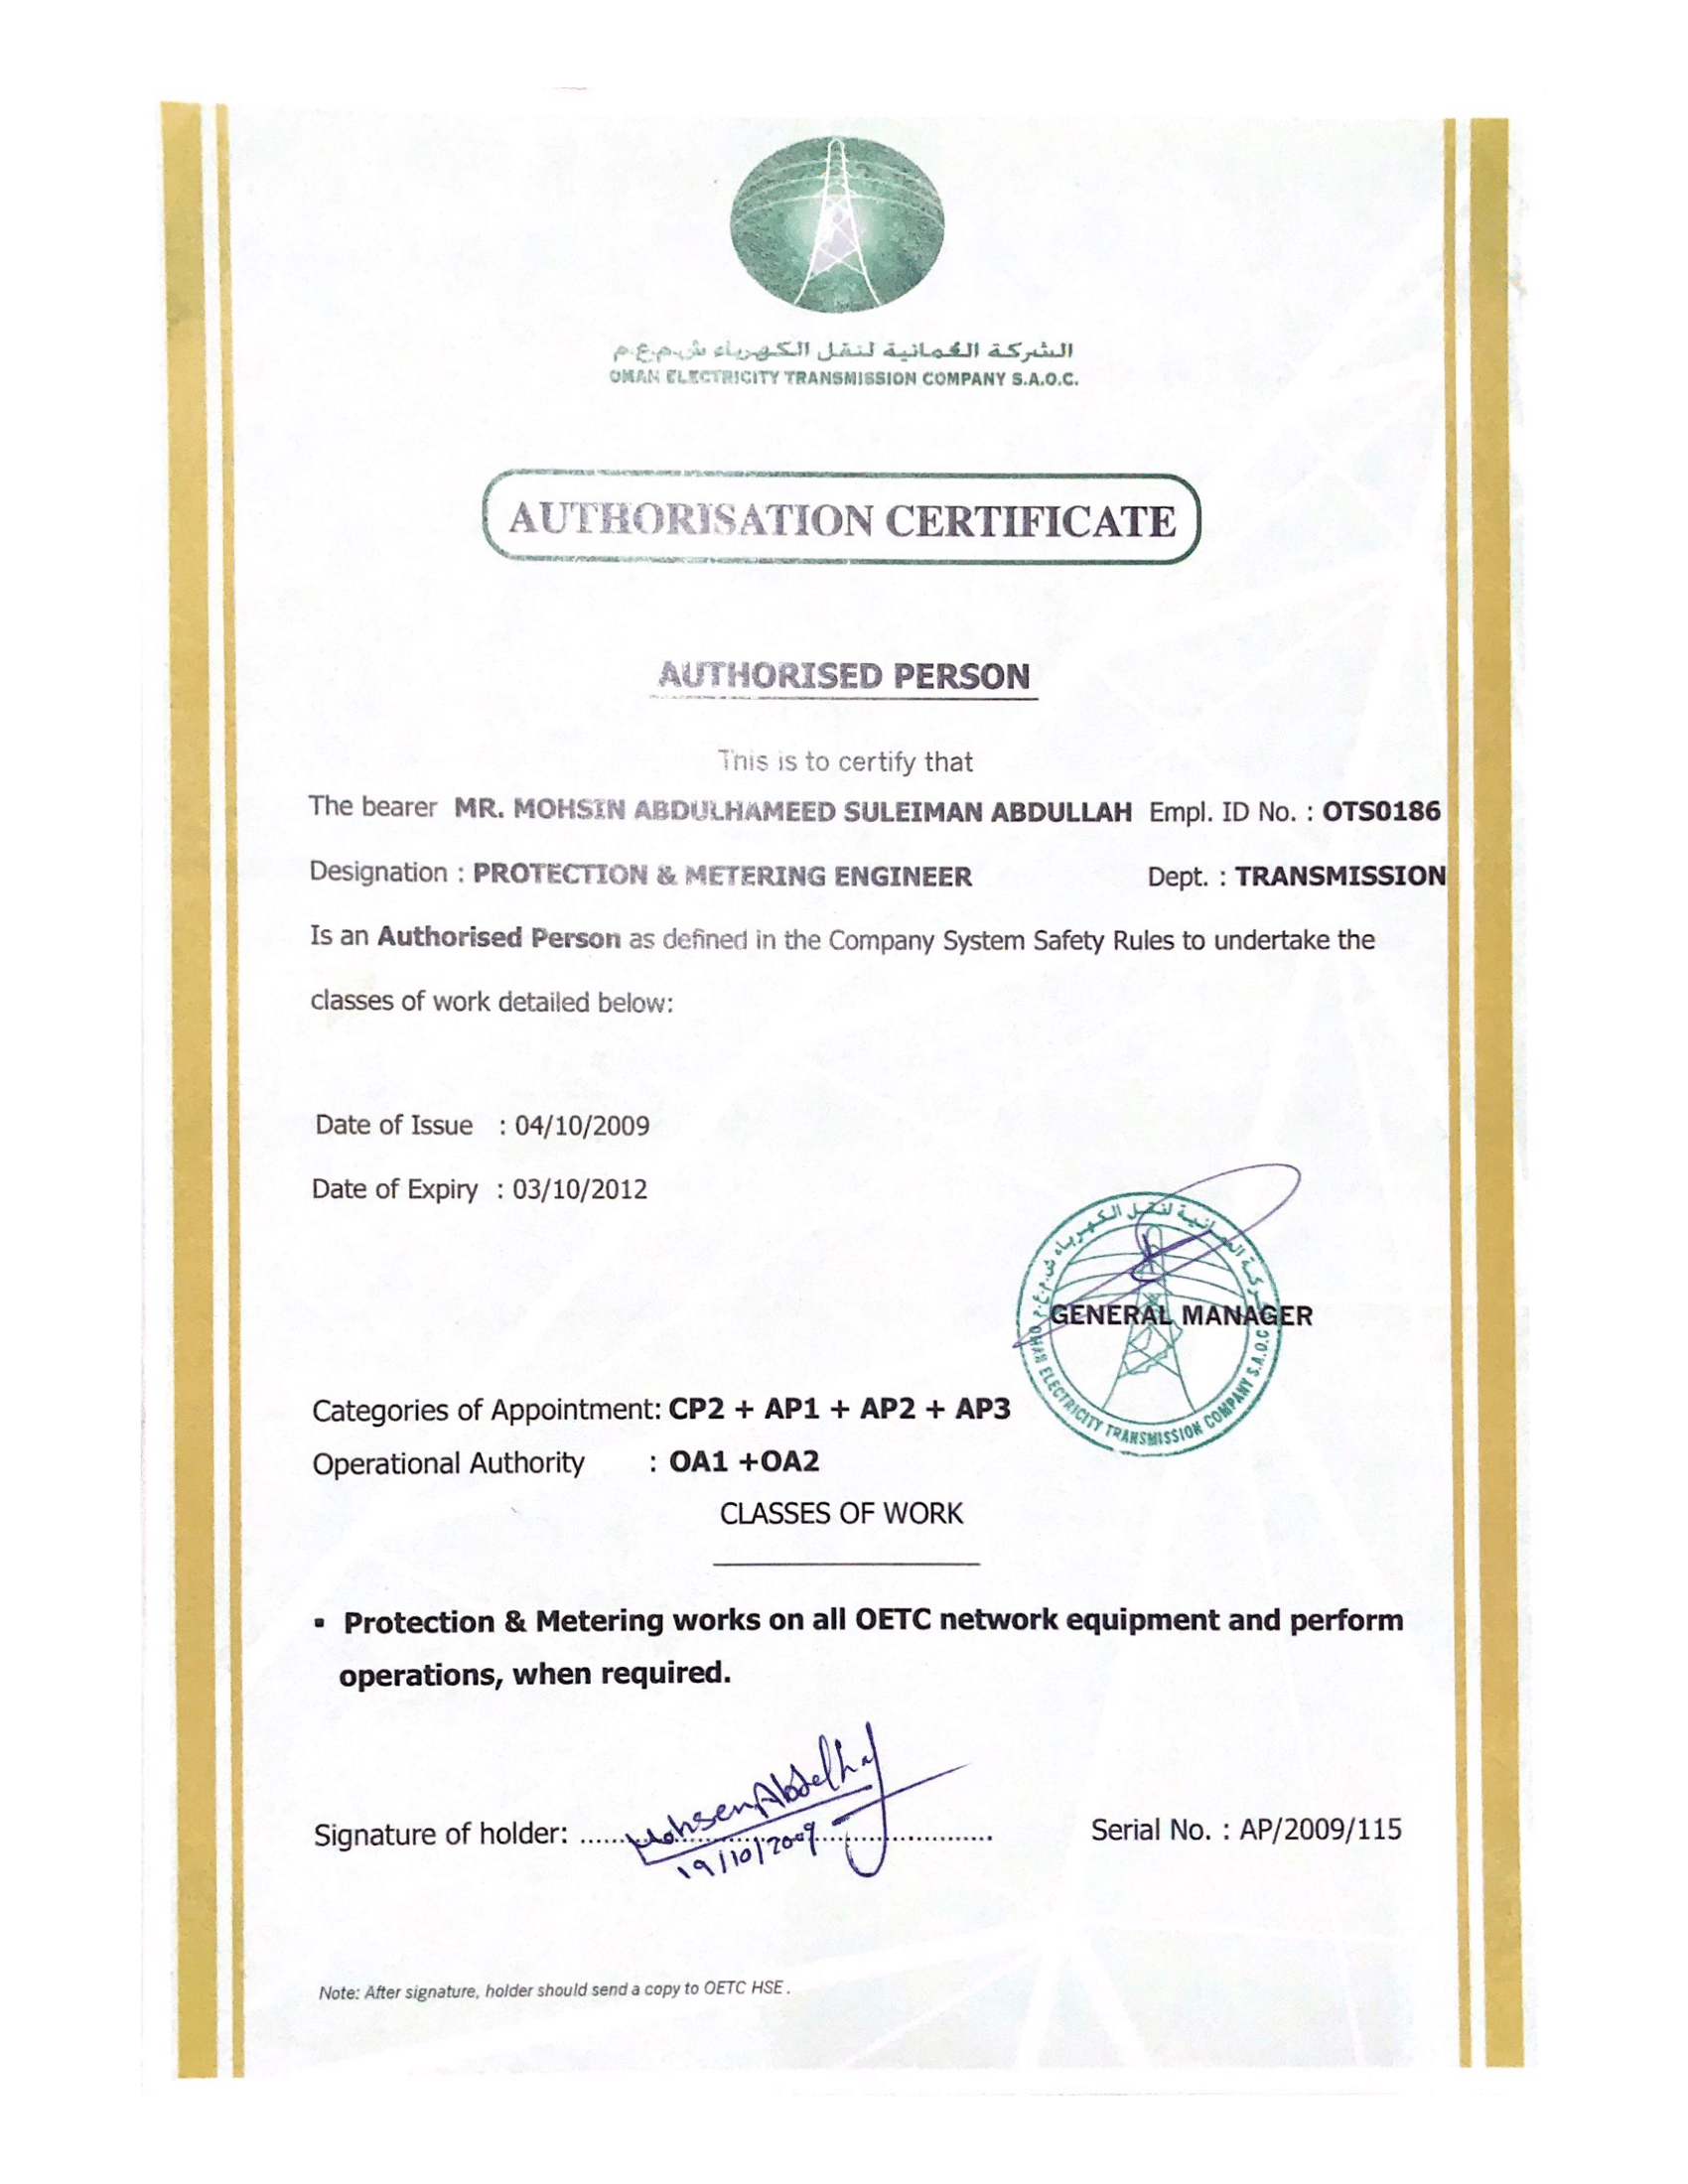 الشركة العمانية لنقل الكهرباء ش.م.ع.م
OMAN ELECTRICITY TRANSMISSION COMPANY S.A.O.C.
AUTHORISATION CERTIFICATE
AUTHORISED PERSON
This is to certify that
The bearer MR. MOHSIN ABDULHAMEED SULEIMAN ABDULLAH Empl. ID No. : OTS0186
Designation : PROTECTION & METERING ENGINEER Dept. : TRANSMISSION
Is an Authorised Person as defined in the Company System Safety Rules to undertake the
classes of work detailed below:
Date of Issue : 04/10/2009
Date of Expiry : 03/10/2012
الشركة العمانية لنقل الكهرباء ش.م.ع.م
GENERAL MANAGER
OMAN ELECTRICITY TRANSMISSION COMPANY S.A.O.C
Categories of Appointment: CP2 + AP1 + AP2 + AP3
Operational Authority : OA1 +OA2
CLASSES OF WORK
▪ Protection & Metering works on all OETC network equipment and perform
operations, when required.
Signature of holder: Mohsen Abdelhaf Serial No. : AP/2009/115
19/10/2009
Note: After signature, holder should send a copy to OETC HSE .